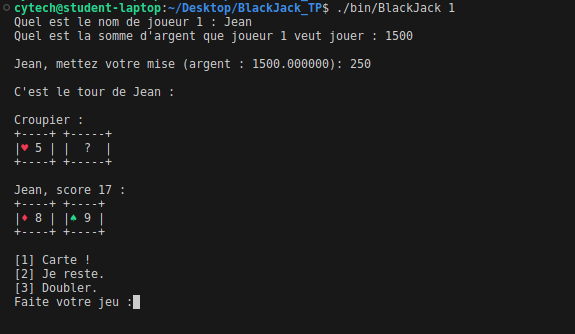 cytech@student-laptop:~/Desktop/BlackJack_TP$ ./bin/BlackJack 1
Quel est le nom de joueur 1 : Jean
Quel est la somme d'argent que joueur 1 veut jouer : 1500
Jean, mettez votre mise (argent : 1500.000000): 250
C'est le tour de Jean :
Croupier :
+----+ +-----+
|♥ 5 | |  ?  |
+----+ +-----+
Jean, score 17 :
+----+ +----+
|♦ 8 | |♠ 9 |
+----+ +----+
[1] Carte !
[2] Je reste.
[3] Doubler.
Faite votre jeu :